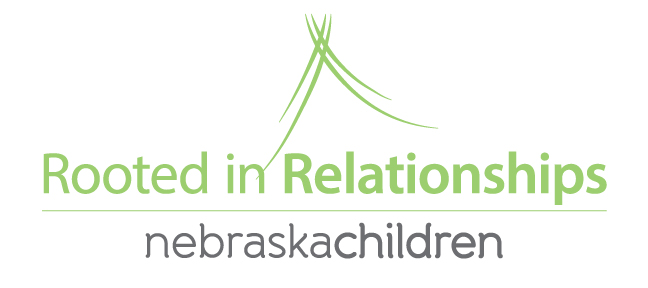 Rooted in Relationships
nebraskachildren